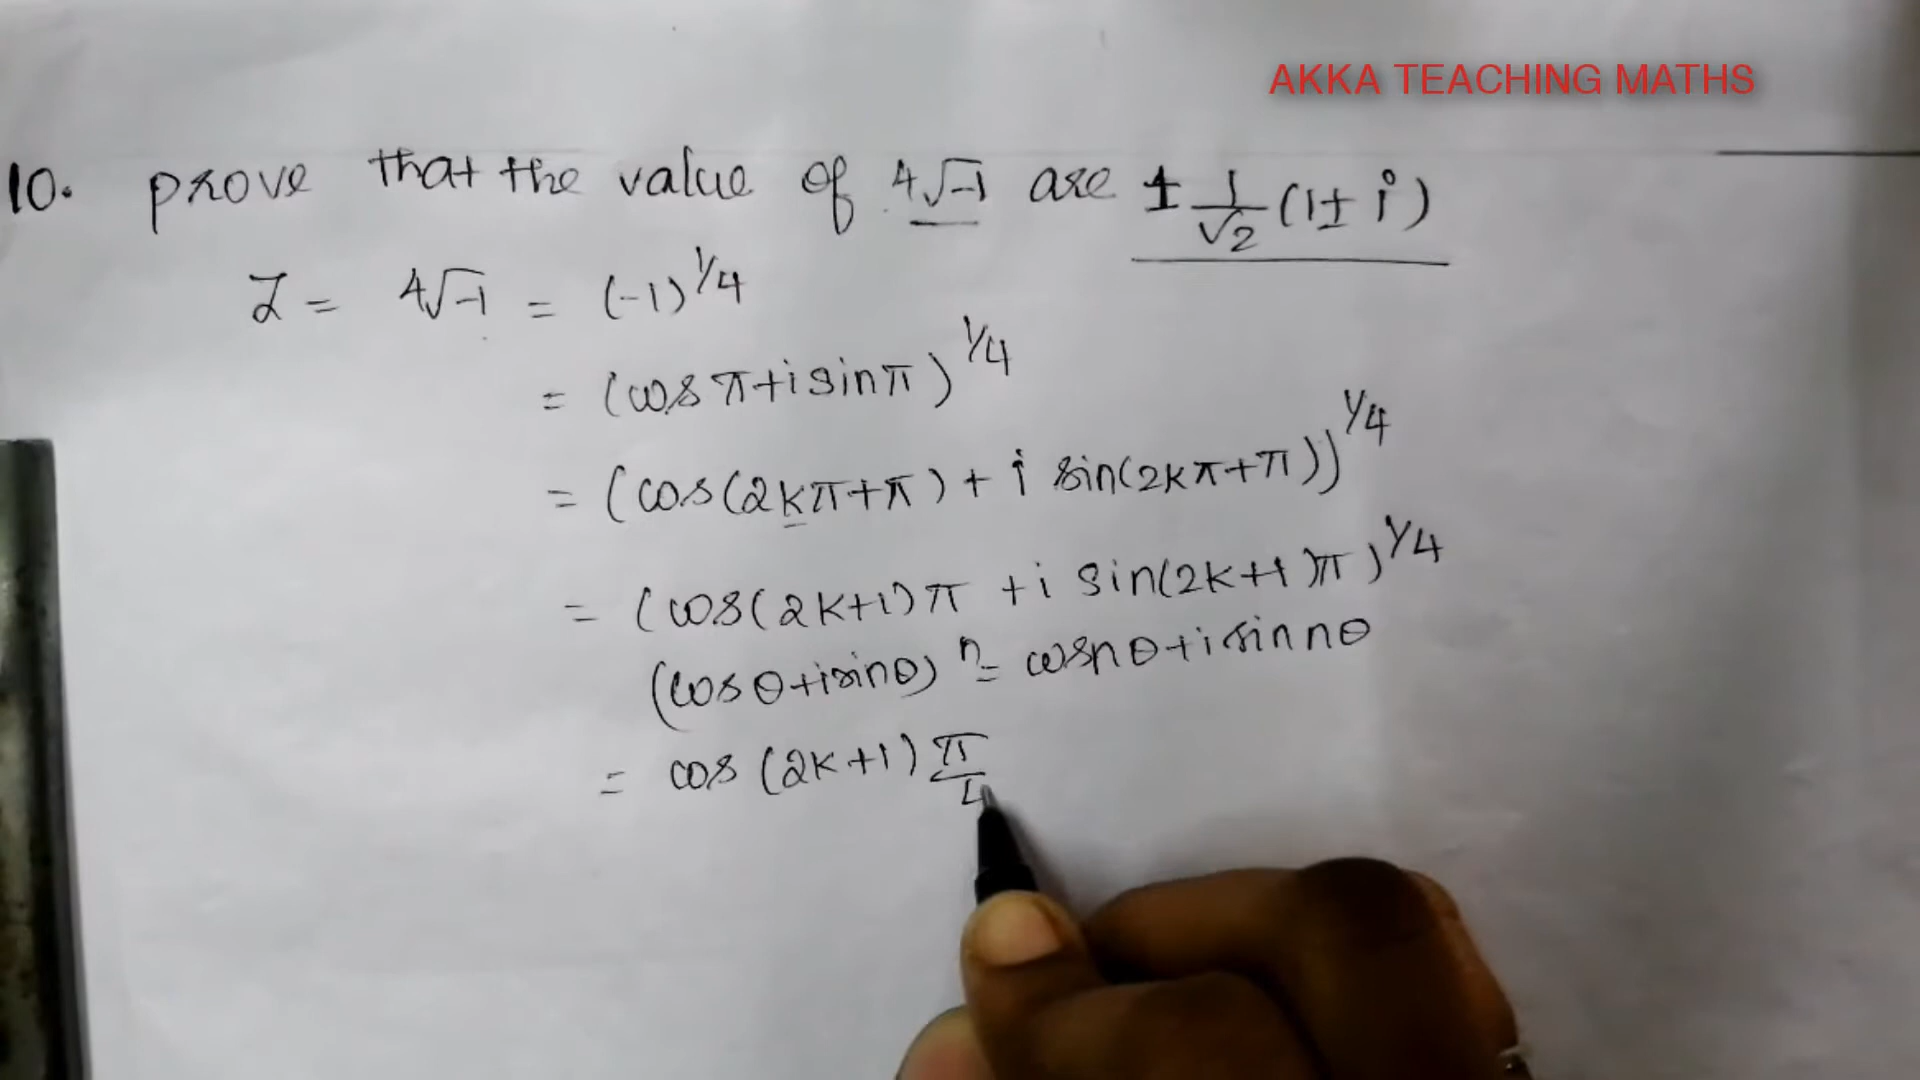 AKKA TEACHING MATHS
10. prove that the value of 4√-1 are ± 1/√2 (1± i)
Z = 4√-1 = (-1)^1/4
= (cos π+i sin π)^1/4
= (cos(2kπ+π) + i sin(2kπ+π))^1/4
= (cos(2k+1)π + i sin(2k+1)π)^1/4
(cos θ+i sin θ)^n = cos nθ+i sin nθ
= cos (2k+1) π/4